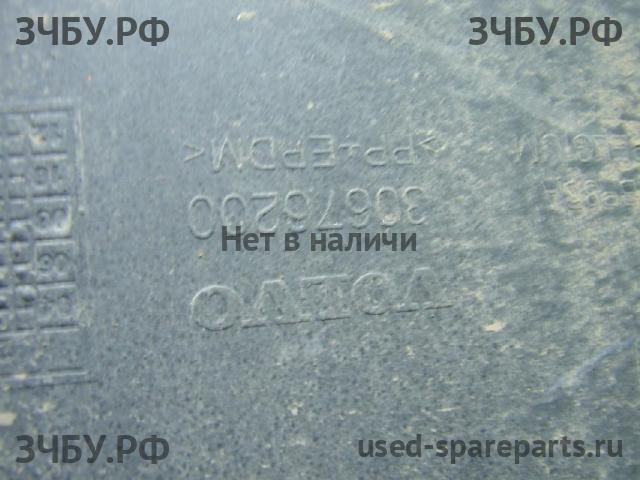 ЗЧБУ.РФ
ЗЧБУ.РФ
>PP+EPDM<
30676200
Нет в наличи
VOLVO
ЗЧБУ.РФ
used-spareparts.ru